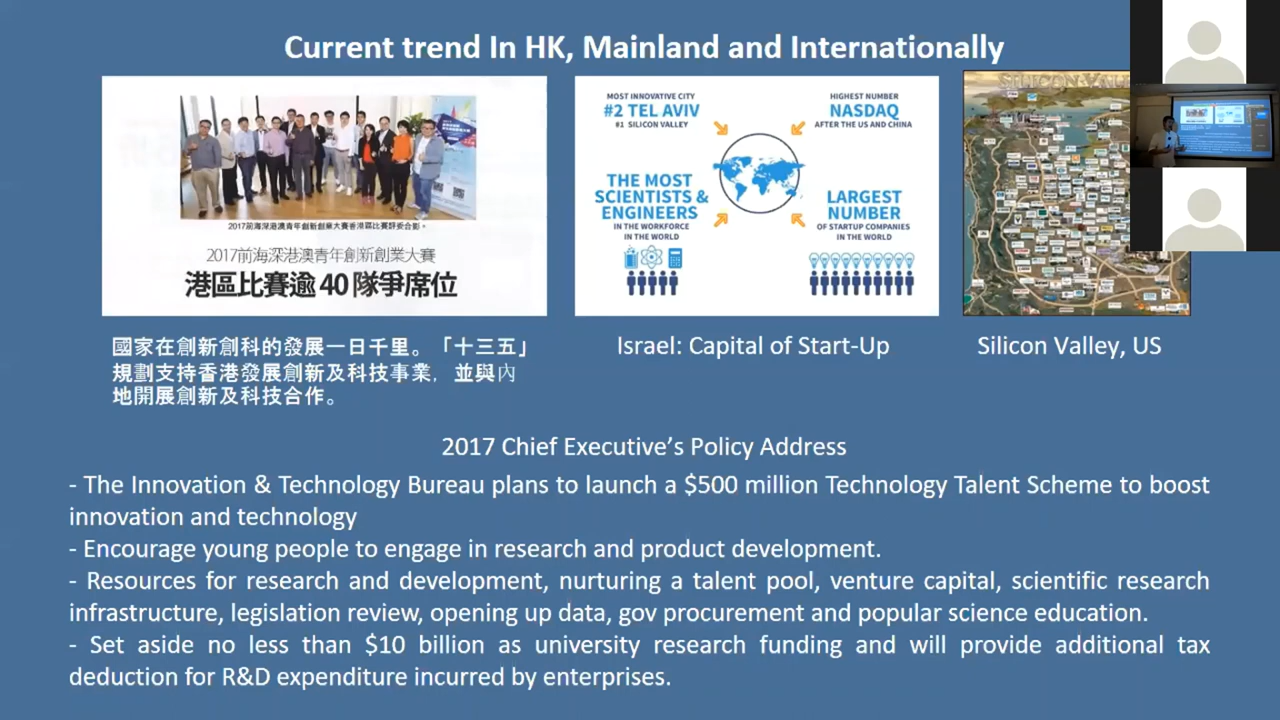 Current trend In HK, Mainland and Internationally
2017前海深港澳青年創新創業大賽香港區比賽評委合影。
2017前海深港澳青年創新創業大賽
港區比賽逾40隊爭席位
國家在創新創科的發展一日千里。「十三五」
規劃支持香港發展創新及科技事業，並與內
地開展創新及科技合作。
MOST INNOVATIVE CITY
#2 TEL AVIV
#1 SILICON VALLEY
HIGHEST NUMBER
NASDAQ
AFTER THE US AND CHINA
THE MOST
SCIENTISTS &
ENGINEERS
IN THE WORKFORCE
IN THE WORLD
LARGEST
NUMBER
OF STARTUP COMPANIES
IN THE WORLD
Israel: Capital of Start-Up
Silicon Valley, US
2017 Chief Executive's Policy Address
- The Innovation & Technology Bureau plans to launch a $500 million Technology Talent Scheme to boost
innovation and technology
- Encourage young people to engage in research and product development.
- Resources for research and development, nurturing a talent pool, venture capital, scientific research
infrastructure, legislation review, opening up data, gov procurement and popular science education.
- Set aside no less than $10 billion as university research funding and will provide additional tax
deduction for R&D expenditure incurred by enterprises.